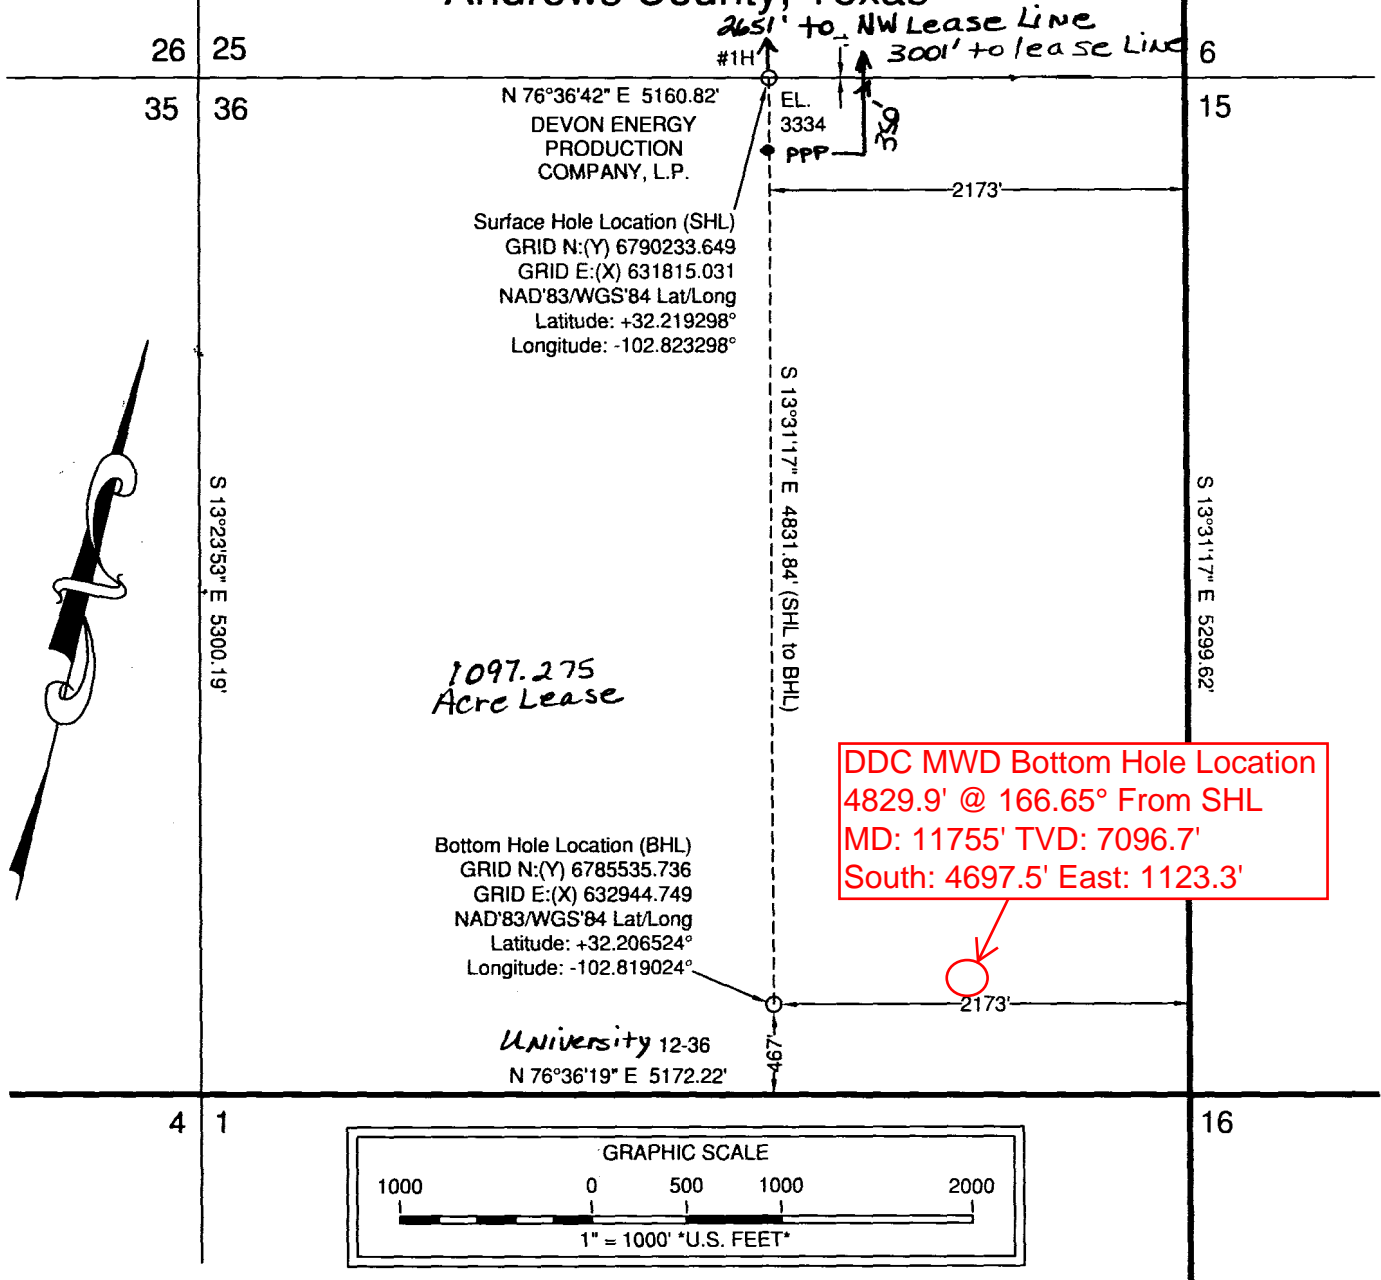 Andrews County, Texas
2651' to NW Lease Line
3001' to lease Line
26 25
#1H
6
35 36
15
N 76°36'42" E 5160.82'
EL.
3334
350'
DEVON ENERGY
PRODUCTION
COMPANY, L.P.
PPP
2173'
Surface Hole Location (SHL)
GRID N:(Y) 6790233.649
GRID E:(X) 631815.031
NAD'83/WGS'84 Lat/Long
Latitude: +32.219298°
Longitude: -102.823298°
S 13°31'17" E 4831.84' (SHL to BHL)
S 13°23'53" E 5300.19'
S 13°31'17" E 5299.62'
1097.275
Acre Lease
DDC MWD Bottom Hole Location
4829.9' @ 166.65° From SHL
MD: 11755' TVD: 7096.7'
South: 4697.5' East: 1123.3'
Bottom Hole Location (BHL)
GRID N:(Y) 6785535.736
GRID E:(X) 632944.749
NAD'83/WGS'84 Lat/Long
Latitude: +32.206524°
Longitude: -102.819024°
2173'
467'
University 12-36
N 76°36'19" E 5172.22'
4 1
16
GRAPHIC SCALE
1000 0 500 1000 2000
1" = 1000' *U.S. FEET*